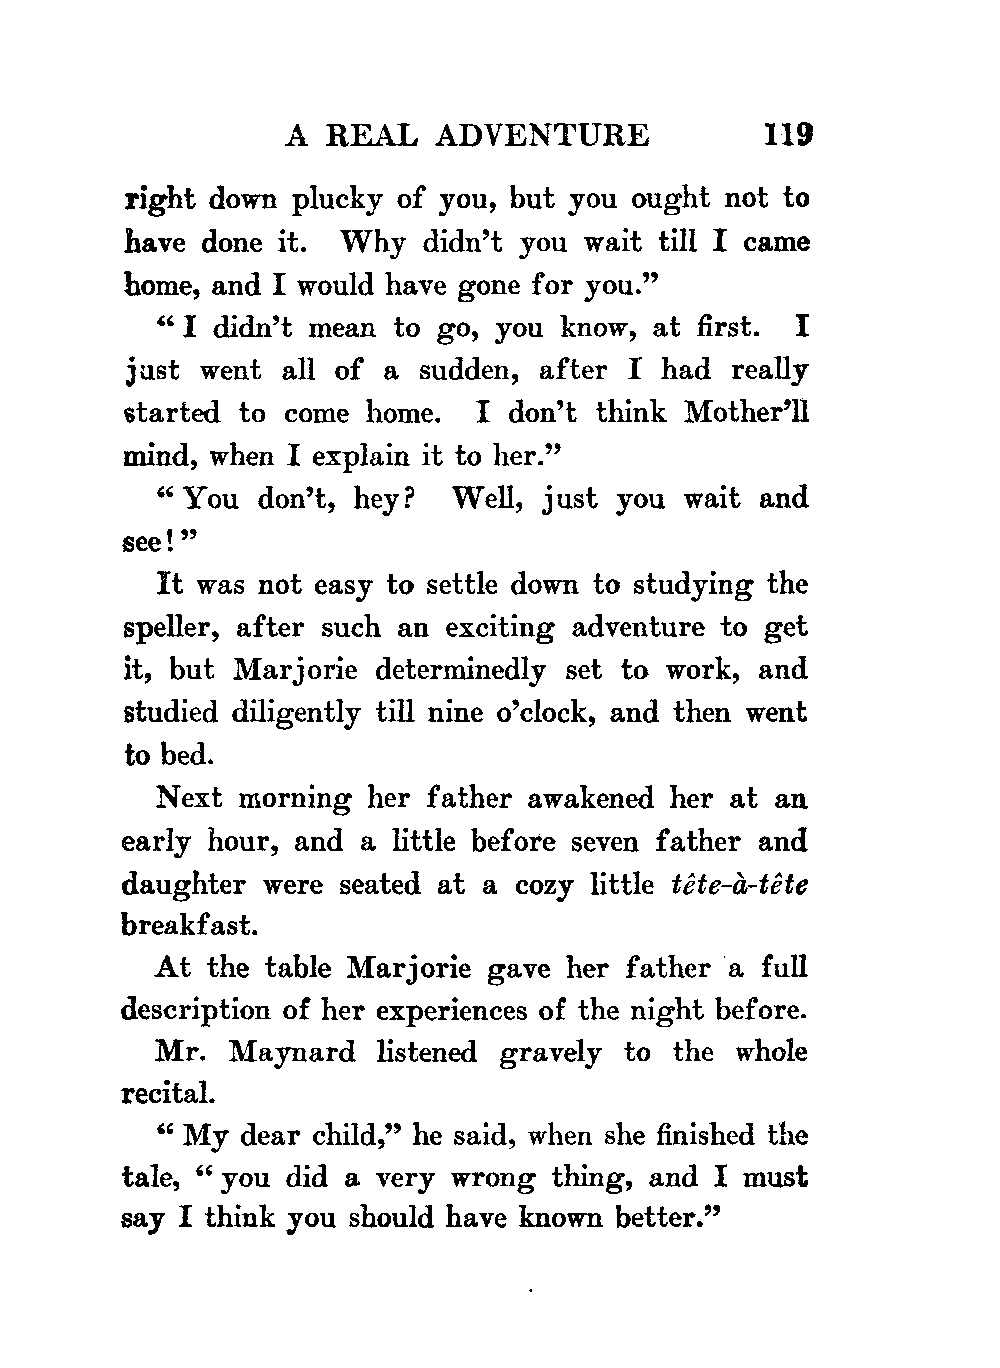 A REAL ADVENTURE 119
right down plucky of you, but you ought not to
have done it. Why didn't you wait till I came
home, and I would have gone for you."
"I didn't mean to go, you know, at first. I
just went all of a sudden, after I had really
started to come home. I don't think Mother'll
mind, when I explain it to her."
"You don't, hey? Well, just you wait and
see!"
It was not easy to settle down to studying the
speller, after such an exciting adventure to get
it, but Marjorie determinedly set to work, and
studied diligently till nine o'clock, and then went
to bed.
Next morning her father awakened her at an
early hour, and a little before seven father and
daughter were seated at a cozy little tête-à-tête
breakfast.
At the table Marjorie gave her father a full
description of her experiences of the night before.
Mr. Maynard listened gravely to the whole
recital.
"My dear child," he said, when she finished the
tale, "you did a very wrong thing, and I must
say I think you should have known better."